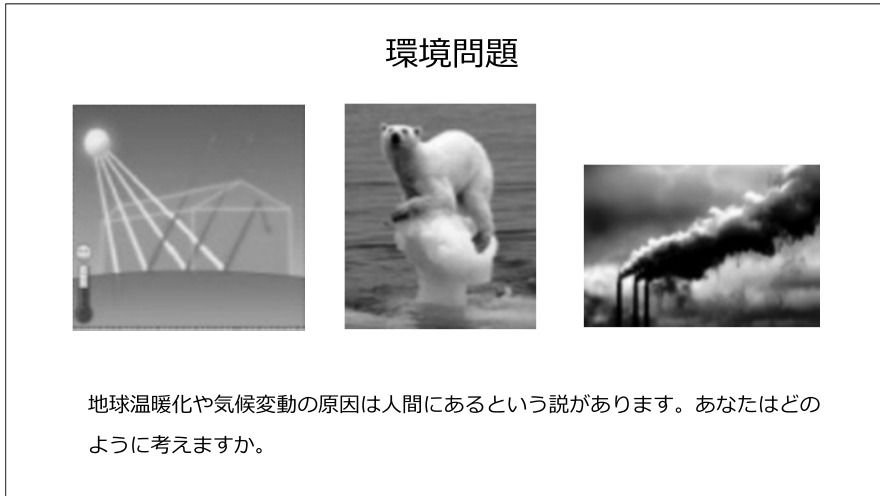 環境問題
地球温暖化や気候変動の原因は人間にあるという説があります。あなたはどの
ように考えますか。